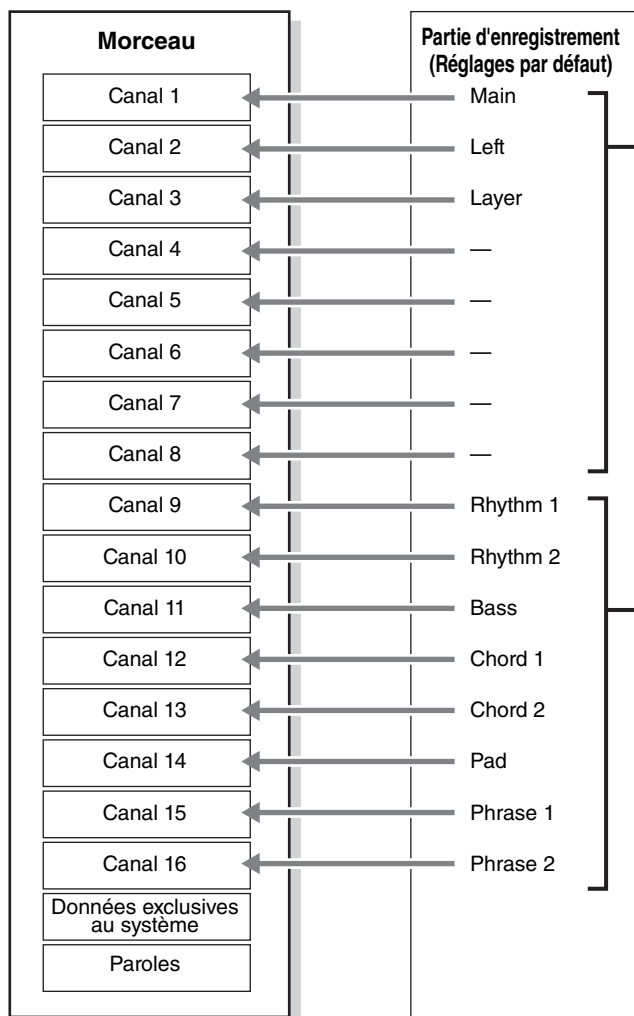 Morceau
Partie d'enregistrement
(Réglages par défaut)
Canal 1
Main
Canal 2
Left
Canal 3
Layer
Canal 4
—
Canal 5
—
Canal 6
—
Canal 7
—
Canal 8
—
Canal 9
Rhythm 1
Canal 10
Rhythm 2
Canal 11
Bass
Canal 12
Chord 1
Canal 13
Chord 2
Canal 14
Pad
Canal 15
Phrase 1
Canal 16
Phrase 2
Données exclusives
au système
Paroles